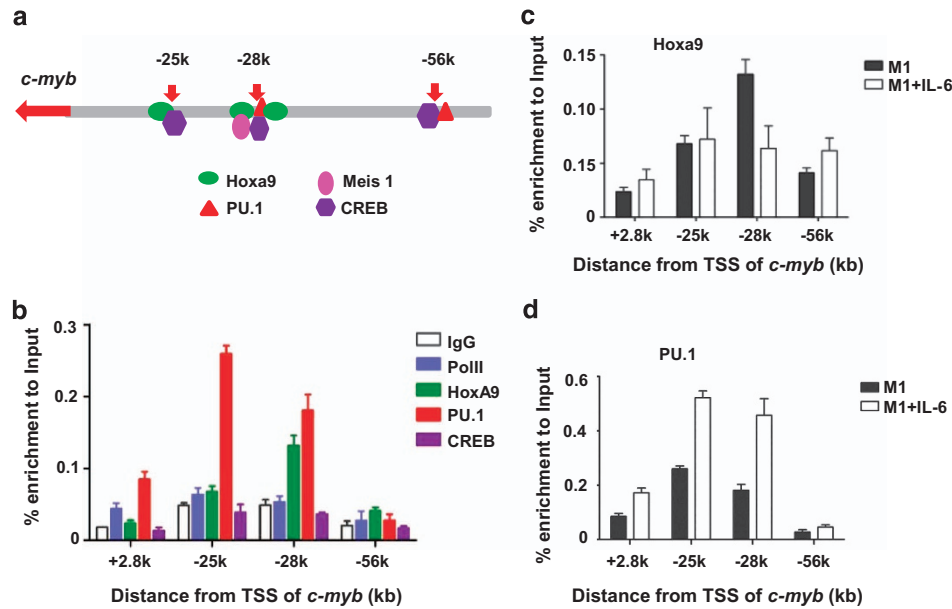 a
-25k -28k -56k
c-myb
Hoxa9 Meis 1
PU.1 CREB
b
% enrichment to Input
0.3
0.2
0.1
0
+2.8k -25k -28k -56k
Distance from TSS of c-myb (kb)
IgG
PolII
HoxA9
PU.1
CREB
c
Hoxa9
% enrichment to Input
0.15
0.10
0.15
0
+2.8k -25k -28k -56k
Distance from TSS of c-myb (kb)
M1
M1+IL-6
d
PU.1
% enrichment to Input
0.6
0.4
0.2
0
+2.8k -25k -28k -56k
Distance from TSS of c-myb (kb)
M1
M1+IL-6